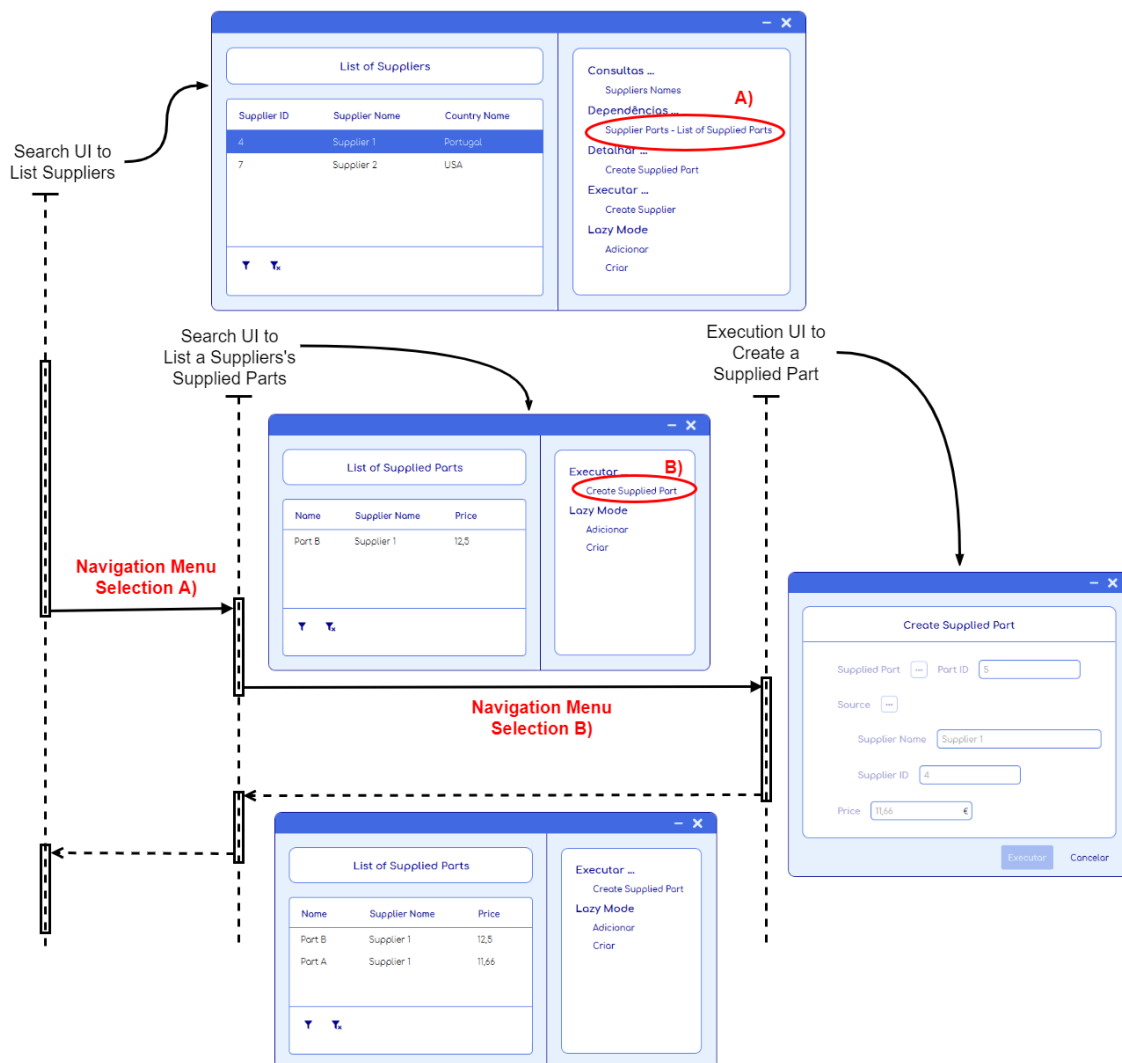 List of Suppliers
Supplier ID Supplier Name Country Name
4 Supplier 1 Portugal
7 Supplier 2 USA
Consultas ...
Suppliers Names
A)
Dependências ...
Supplier Parts - List of Supplied Parts
Detalhar ...
Create Supplied Part
Executar ...
Create Supplier
Lazy Mode
Adicionar
Criar
Search UI to
List Suppliers
Search UI to
List a Suppliers's
Supplied Parts
Execution UI to
Create a
Supplied Part
List of Supplied Parts
Name Supplier Name Price
Part B Supplier 1 12,5
Executar ...
B)
Create Supplied Part
Lazy Mode
Adicionar
Criar
Navigation Menu
Selection A)
Navigation Menu
Selection B)
Create Supplied Part
Supplied Part ... Part ID 5
Source ...
Supplier Name Supplier 1
Supplier ID 4
Price 11,66 €
Executar Cancelar
List of Supplied Parts
Name Supplier Name Price
Part B Supplier 1 12,5
Part A Supplier 1 11,66
Executar ...
Create Supplied Part
Lazy Mode
Adicionar
Criar